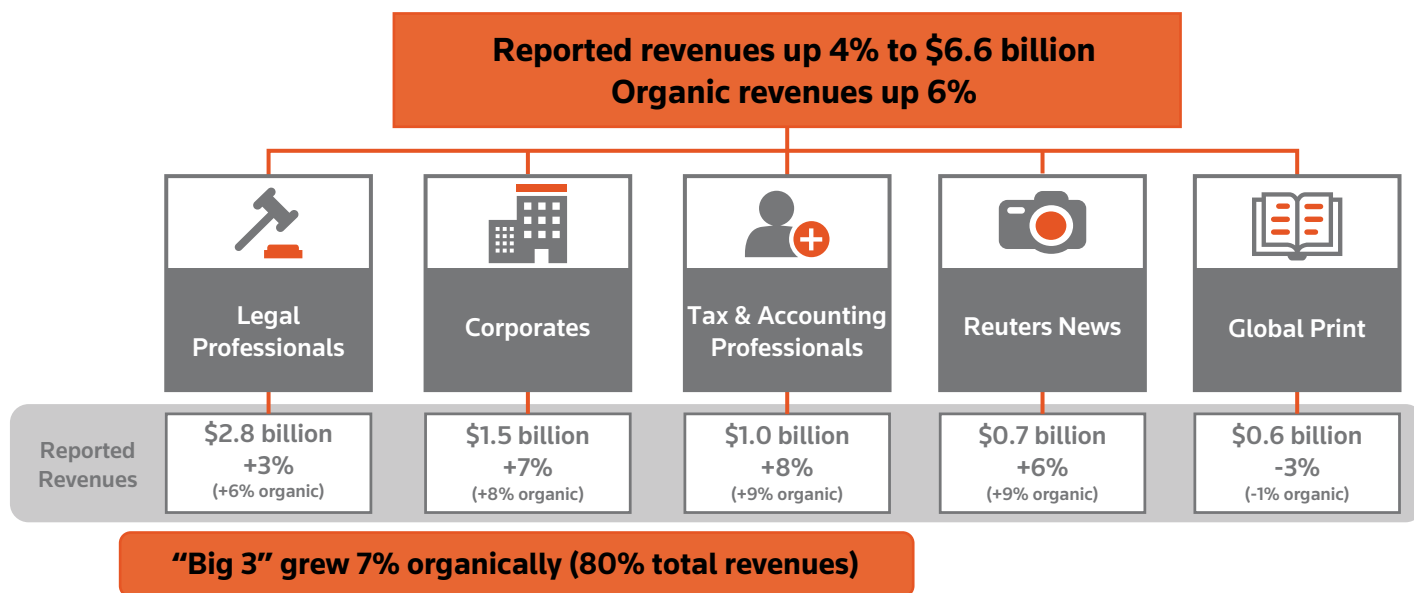 Reported revenues up 4% to $6.6 billion
Organic revenues up 6%
Legal
Professionals
Corporates
Tax & Accounting
Professionals
Reuters News
Global Print
Reported
Revenues
$2.8 billion
+3%
(+6% organic)
$1.5 billion
+7%
(+8% organic)
$1.0 billion
+8%
(+9% organic)
$0.7 billion
+6%
(+9% organic)
$0.6 billion
-3%
(-1% organic)
“Big 3” grew 7% organically (80% total revenues)